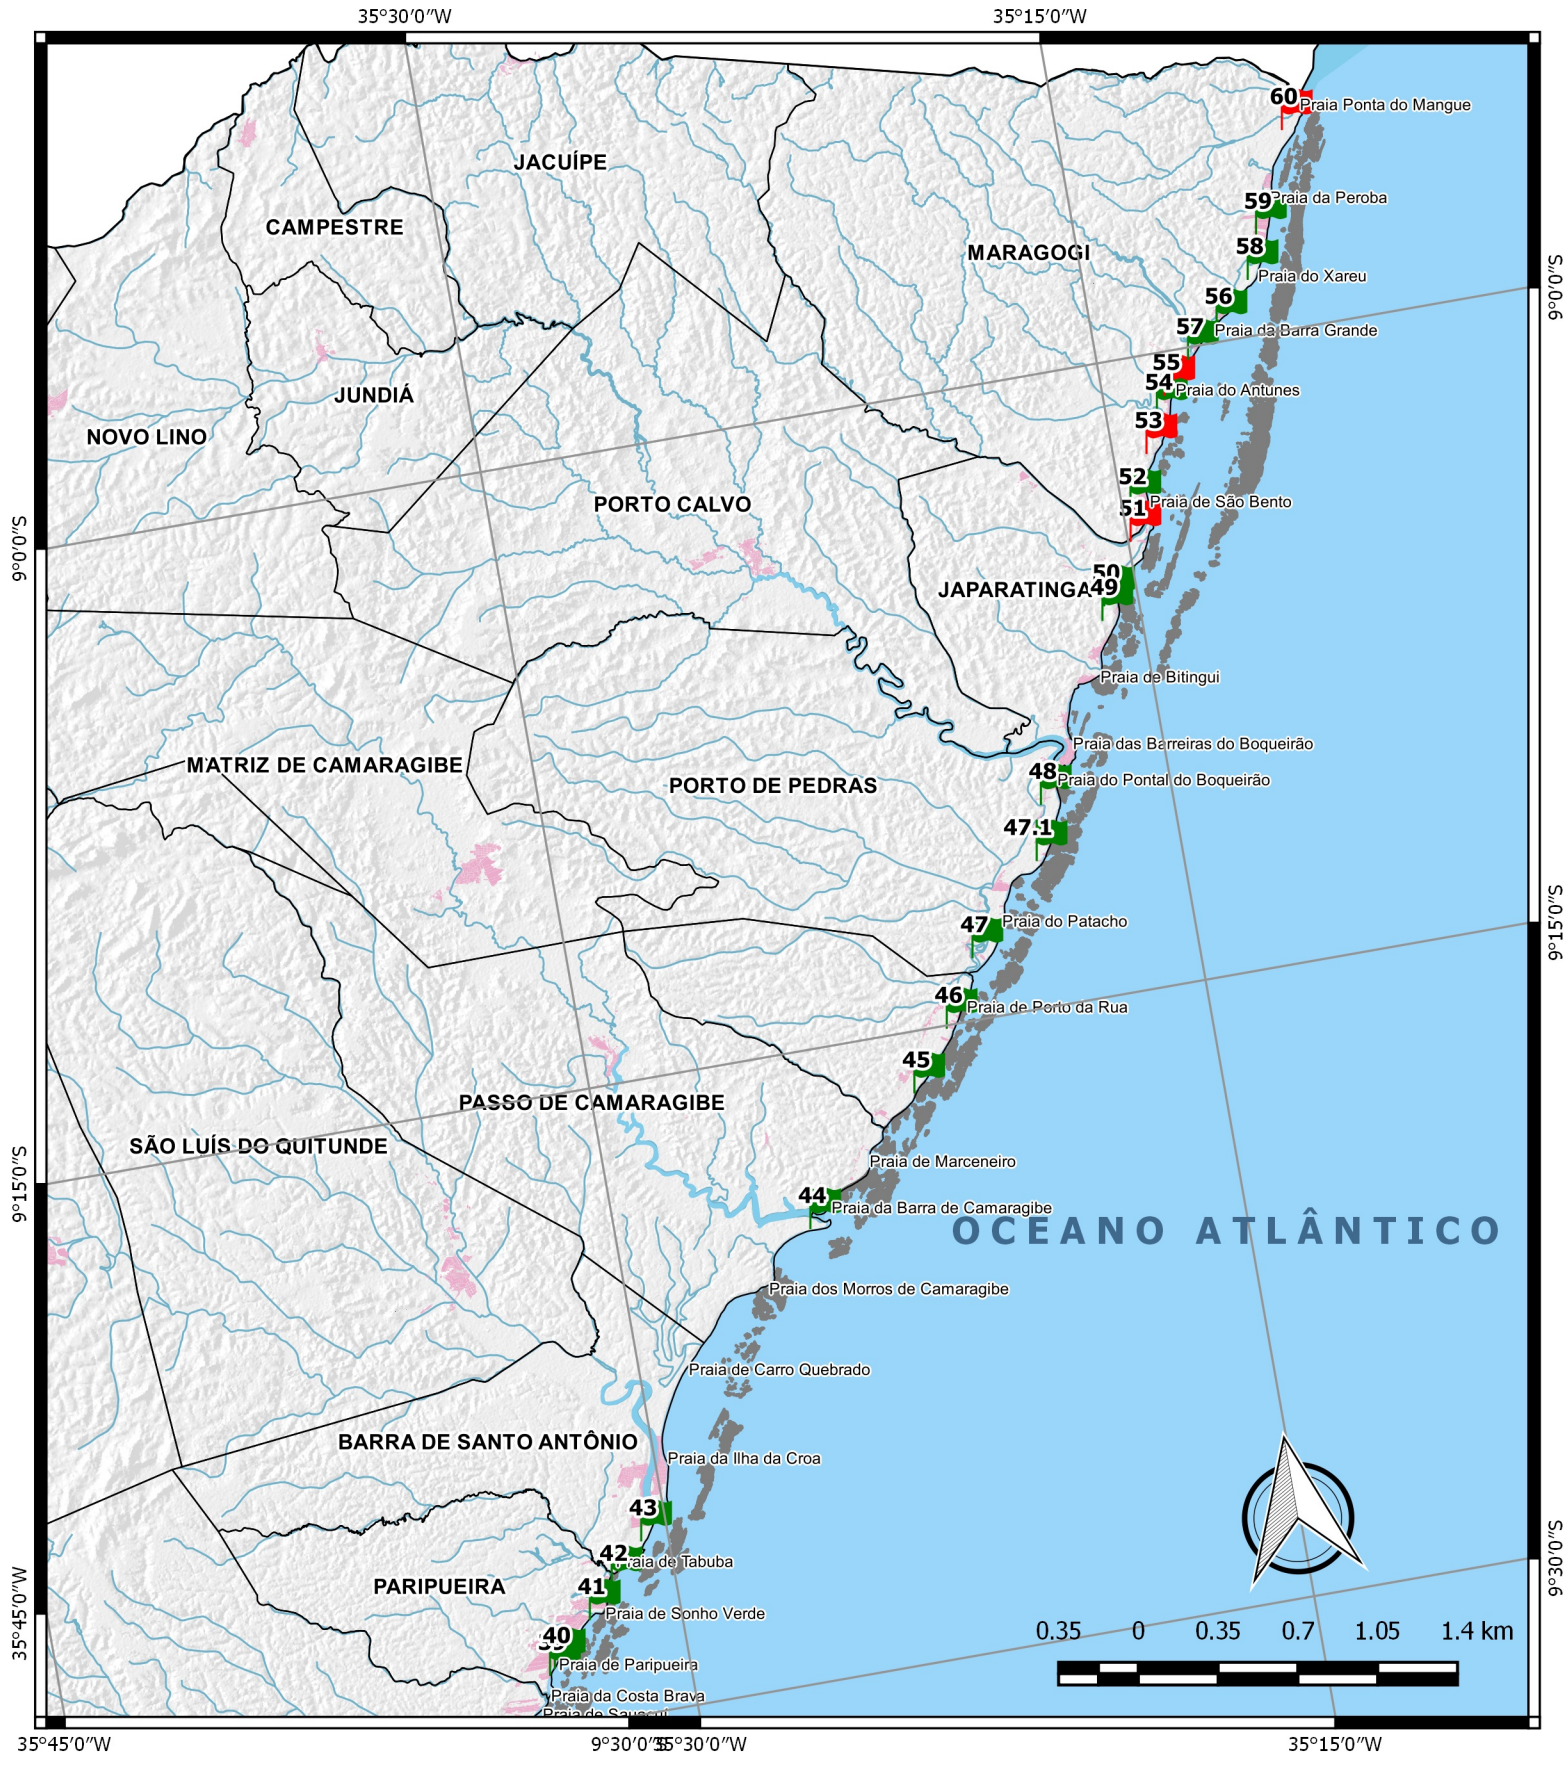 35°30′0″W
35°15′0″W
60
Praia Ponta do Mangue
JACUÍPE
59
Praia da Peroba
CAMPESTRE
58
MARAGOGI
Praia do Xareu
9°0′0″S
56
57
Praia da Barra Grande
55
54
Praia do Antunes
JUNDIÁ
53
NOVO LINO
52
PORTO CALVO
Praia de São Bento
51
9°0′0″S
50
JAPARATINGA
49
Praia de Bitingui
Praia das Barreiras do Boqueirão
MATRIZ DE CAMARAGIBE
48
Praia do Pontal do Boqueirão
PORTO DE PEDRAS
47.1
47
Praia do Patacho
9°15′0″S
46
Praia de Porto da Rua
45
PASSO DE CAMARAGIBE
SÃO LUÍS DO QUITUNDE
Praia de Marceneiro
9°15′0″S
44
Praia da Barra de Camaragibe
OCEANO ATLÂNTICO
Praia dos Morros de Camaragibe
Praia de Carro Quebrado
BARRA DE SANTO ANTÔNIO
Praia da Ilha da Croa
43
42
Praia de Tabuba
9°30′0″S
PARIPUEIRA
41
Praia de Sonho Verde
35°45′0″W
40
39
Praia de Paripueira
0.35 0 0.35 0.7 1.05 1.4 km
Praia da Costa Brava
Praia de Sauaçui
35°45′0″W
9°30′0″S
35°30′0″W
35°15′0″W